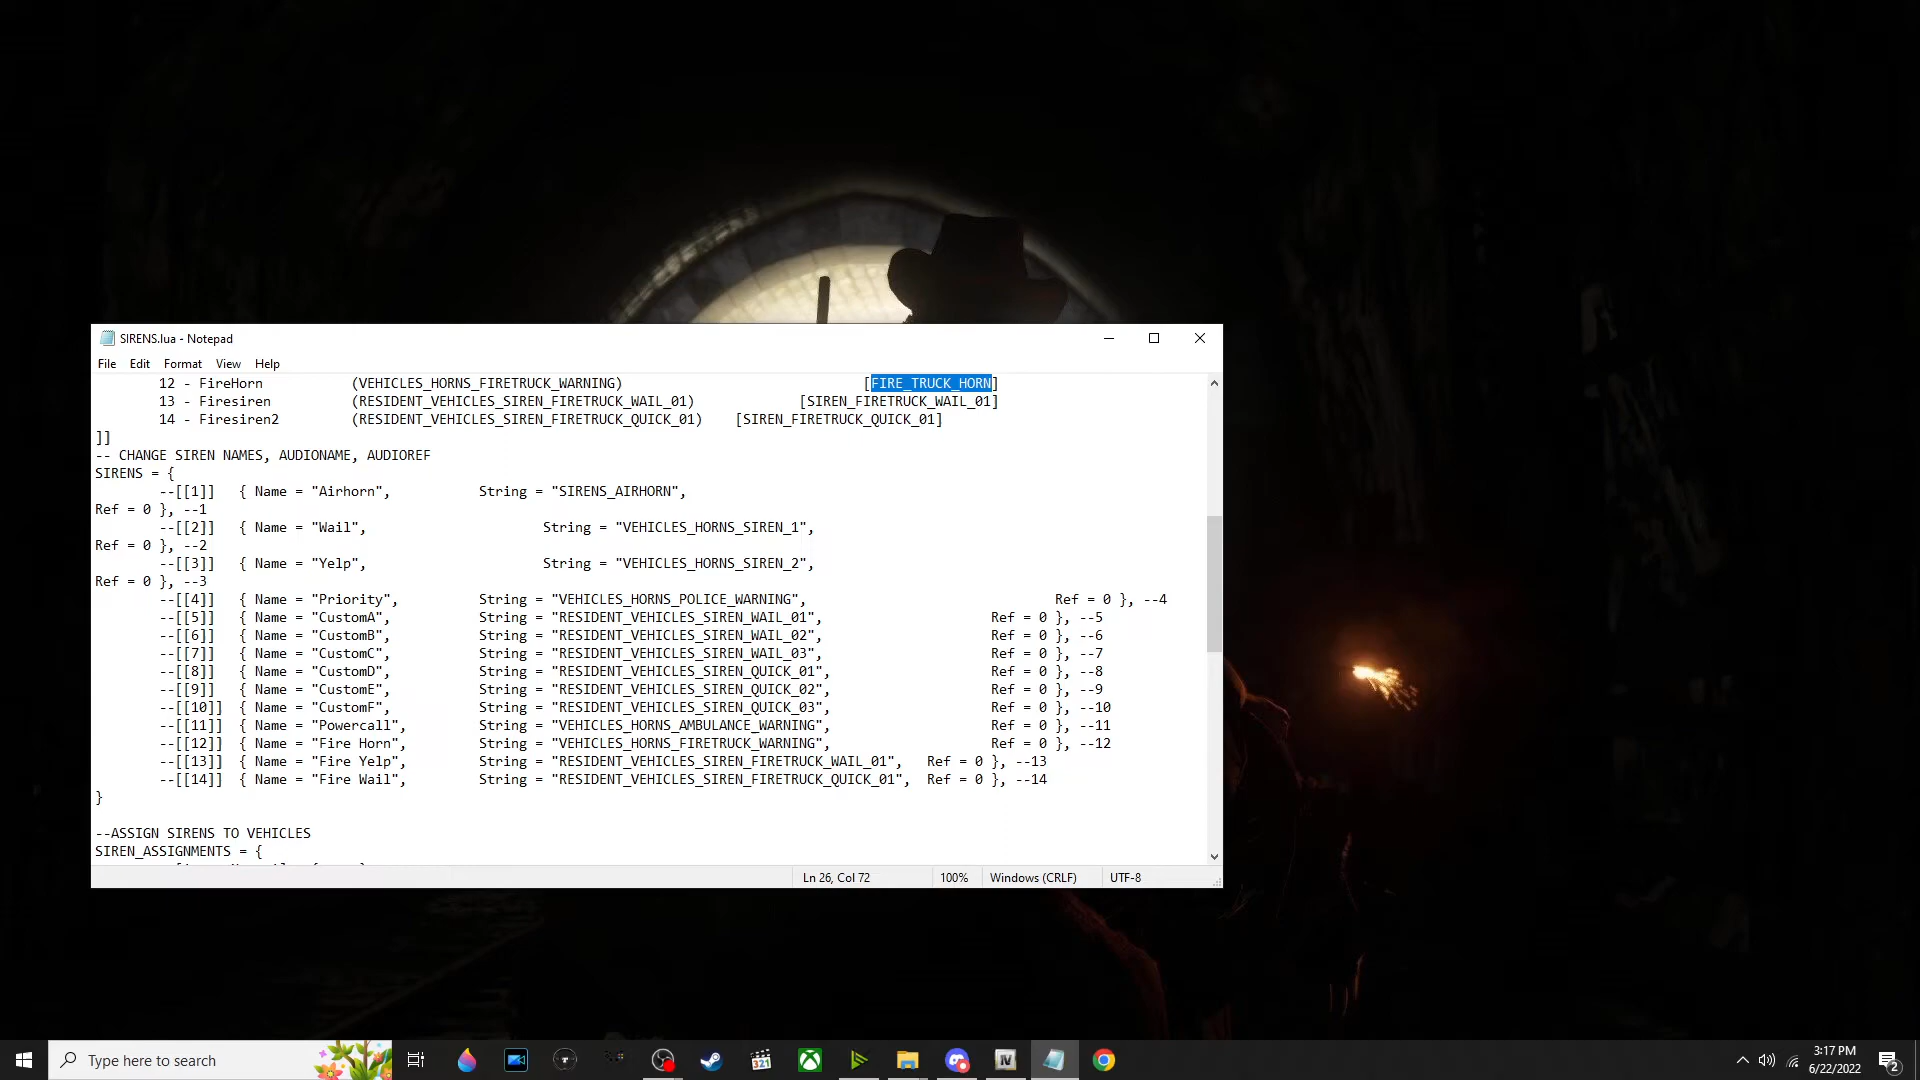 SIRENS.lua - Notepad
File Edit Format View Help
12 - FireHorn (VEHICLES_HORNS_FIRETRUCK_WARNING) [FIRE_TRUCK_HORN]
13 - Firesiren (RESIDENT_VEHICLES_SIREN_FIRETRUCK_WAIL_01) [SIREN_FIRETRUCK_WAIL_01]
14 - Firesiren2 (RESIDENT_VEHICLES_SIREN_FIRETRUCK_QUICK_01) [SIREN_FIRETRUCK_QUICK_01]
]]
-- CHANGE SIREN NAMES, AUDIONAME, AUDIOREF
SIRENS = {
--[[1]] { Name = "Airhorn", String = "SIRENS_AIRHORN",
Ref = 0 }, --1
--[[2]] { Name = "Wail", String = "VEHICLES_HORNS_SIREN_1",
Ref = 0 }, --2
--[[3]] { Name = "Yelp", String = "VEHICLES_HORNS_SIREN_2",
Ref = 0 }, --3
--[[4]] { Name = "Priority", String = "VEHICLES_HORNS_POLICE_WARNING", Ref = 0 }, --4
--[[5]] { Name = "CustomA", String = "RESIDENT_VEHICLES_SIREN_WAIL_01", Ref = 0 }, --5
--[[6]] { Name = "CustomB", String = "RESIDENT_VEHICLES_SIREN_WAIL_02", Ref = 0 }, --6
--[[7]] { Name = "CustomC", String = "RESIDENT_VEHICLES_SIREN_WAIL_03", Ref = 0 }, --7
--[[8]] { Name = "CustomD", String = "RESIDENT_VEHICLES_SIREN_QUICK_01", Ref = 0 }, --8
--[[9]] { Name = "CustomE", String = "RESIDENT_VEHICLES_SIREN_QUICK_02", Ref = 0 }, --9
--[[10]] { Name = "CustomF", String = "RESIDENT_VEHICLES_SIREN_QUICK_03", Ref = 0 }, --10
--[[11]] { Name = "Powercall", String = "VEHICLES_HORNS_AMBULANCE_WARNING", Ref = 0 }, --11
--[[12]] { Name = "Fire Horn", String = "VEHICLES_HORNS_FIRETRUCK_WARNING", Ref = 0 }, --12
--[[13]] { Name = "Fire Yelp", String = "RESIDENT_VEHICLES_SIREN_FIRETRUCK_WAIL_01", Ref = 0 }, --13
--[[14]] { Name = "Fire Wail", String = "RESIDENT_VEHICLES_SIREN_FIRETRUCK_QUICK_01", Ref = 0 }, --14
}
--ASSIGN SIRENS TO VEHICLES
SIREN_ASSIGNMENTS = {
Ln 26, Col 72 100% Windows (CRLF) UTF-8
Type here to search
321
IV
3:17 PM
6/22/2022
2